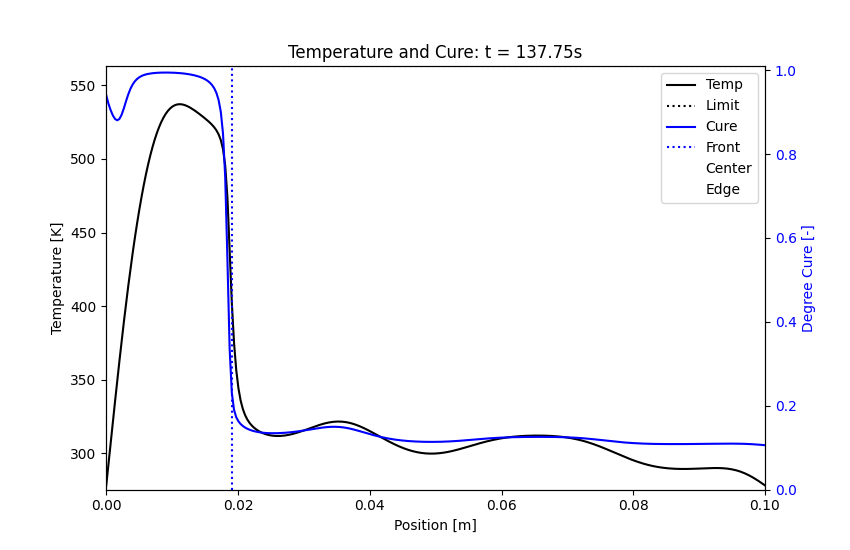 Temperature and Cure: t = 137.75s
550
500
450
400
350
300
Temperature [K]
1.0
0.8
0.6
0.4
0.2
0.0
Degree Cure [-]
Temp
Limit
Cure
Front
Center
Edge
0.00 0.02 0.04 0.06 0.08 0.10
Position [m]